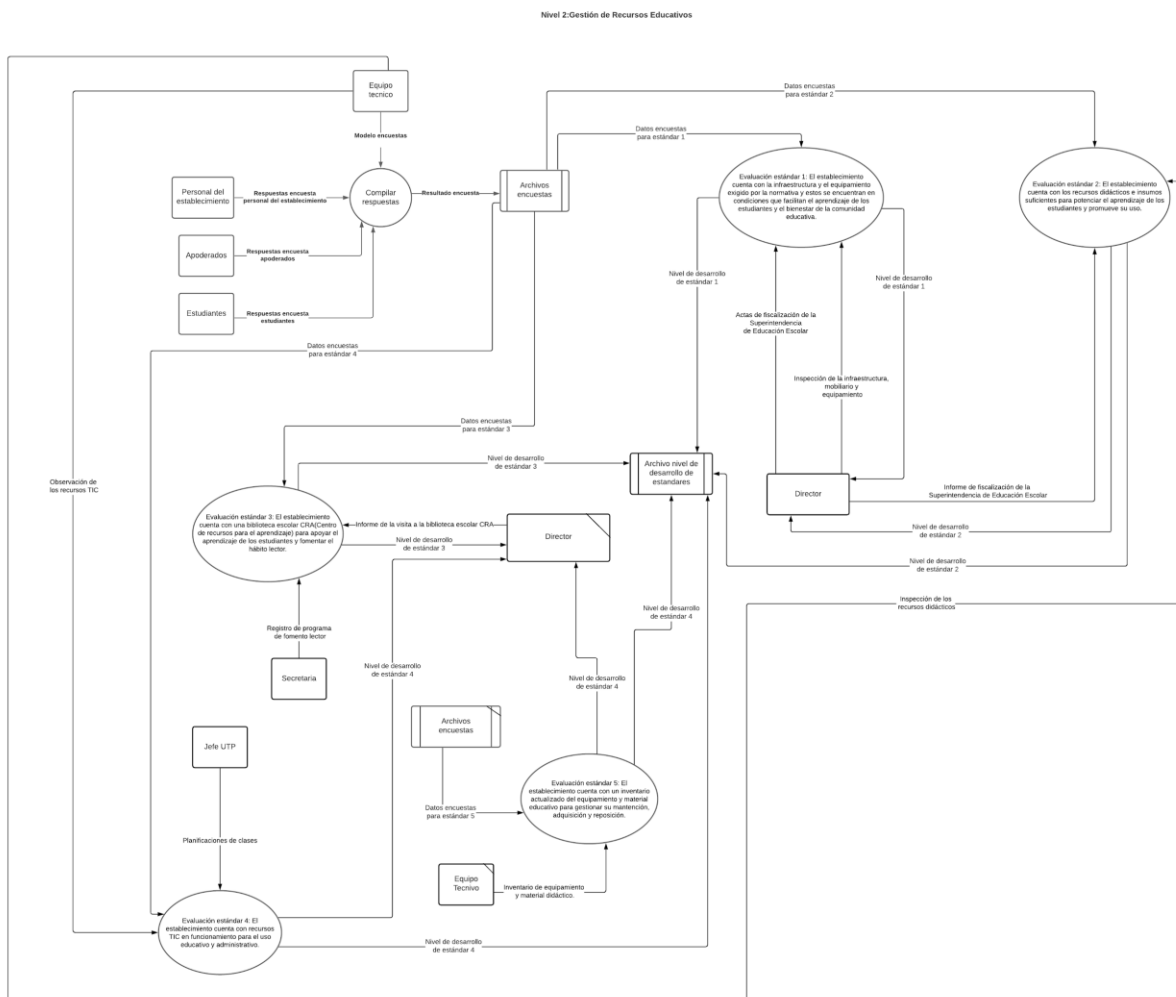 Nivel 2:Gestión de Recursos Educativos
Equipo
tecnico
Modelo encuestas
Datos encuestas
para estándar 2
Datos encuestas
para estándar 1
Personal del
establecimiento
Respuestas encuesta
personal del establecimiento
Compilar
respuestas
Resultado encuesta
Archivos
encuestas
Evaluación estándar 1: El establecimiento
cuenta con la infraestructura y el equipamiento
exigido por la normativa y estos se encuentran en
condiciones que facilitan el aprendizaje de los
estudiantes y el bienestar de la comunidad
educativa.
Evaluación estándar 2: El establecimiento
cuenta con los recursos didácticos e insumos
suficientes para potenciar el aprendizaje de los
estudiantes y promueve su uso.
Apoderados
Respuestas encuesta
apoderados
Estudiantes
Respuestas encuesta
estudiantes
Nivel de desarrollo
de estándar 1
Nivel de desarrollo
de estándar 1
Actas de fiscalización de la
Superintendencia
de Educación Escolar
Datos encuestas
para estándar 4
Inspección de la infraestructura,
mobiliario y
equipamiento
Datos encuestas
para estándar 3
Nivel de desarrollo
de estándar 3
Archivo nivel de
desarrollo de
estandares
Observación de
los recursos TIC
Director
Informe de fiscalización de la
Superintendencia de Educación Escolar
Evaluación estándar 3: El establecimiento
cuenta con una biblioteca escolar CRA(Centro
de recursos para el aprendizaje) para apoyar el
aprendizaje de los estudiantes y fomentar el
hábito lector.
Informe de la visita a la biblioteca escolar CRA
Nivel de desarrollo
de estándar 3
Director
Nivel de desarrollo
de estándar 2
Nivel de desarrollo
de estándar 2
Inspección de los
recursos didácticos
Nivel de desarrollo
de estándar 4
Registro de programa
de fomento lector
Secretaria
Nivel de desarrollo
de estándar 4
Nivel de desarrollo
de estándar 4
Archivos
encuestas
Jefe UTP
Evaluación estándar 5: El
establecimiento cuenta con un inventario
actualizado del equipamiento y material
educativo para gestionar su mantención,
adquisición y reposición.
Datos encuestas
para estándar 5
Planificaciones de clases
Equipo
Tecnivo
Inventario de equipamiento
y material didáctico.
Evaluación estándar 4: El
establecimiento cuenta con recursos
TIC en funcionamiento para el uso
educativo y administrativo.
Nivel de desarrollo
de estándar 4